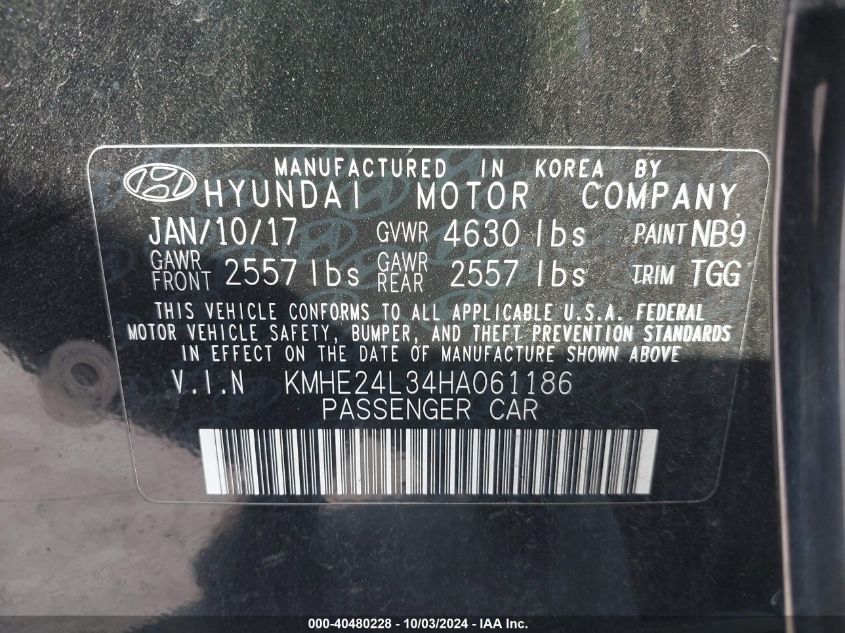 MANUFACTURED IN KOREA BY
HYUNDAI MOTOR COMPANY
JAN/10/17 GVWR 4630 lbs PAINT NB9
GAWR FRONT 2557 lbs GAWR REAR 2557 lbs TRIM TGG
THIS VEHICLE CONFORMS TO ALL APPLICABLE U.S.A. FEDERAL
MOTOR VEHICLE SAFETY, BUMPER, AND THEFT PREVENTION STANDARDS
IN EFFECT ON THE DATE OF MANUFACTURE SHOWN ABOVE
V.I.N KMHE24L34HA061186
PASSENGER CAR
000-40480228 - 10/03/2024 - IAA Inc.